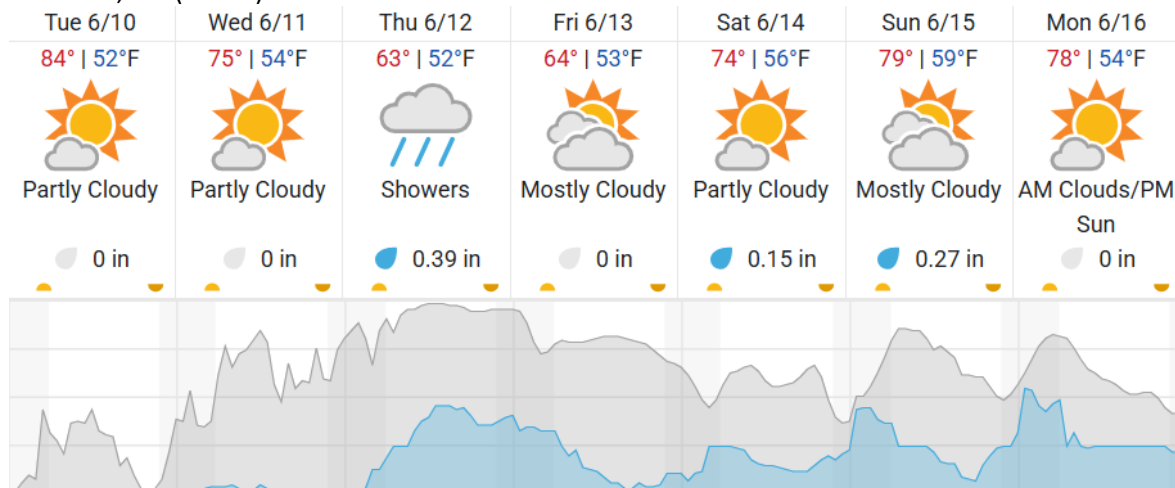 Tue 6/10 Wed 6/11 Thu 6/12 Fri 6/13 Sat 6/14 Sun 6/15 Mon 6/16
84° | 52°F 75° | 54°F 63° | 52°F 64° | 53°F 74° | 56°F 79° | 59°F 78° | 54°F
Partly Cloudy Partly Cloudy Showers Mostly Cloudy Partly Cloudy Mostly Cloudy AM Clouds/PM
Sun
0 in 0 in 0.39 in 0 in 0.15 in 0.27 in 0 in